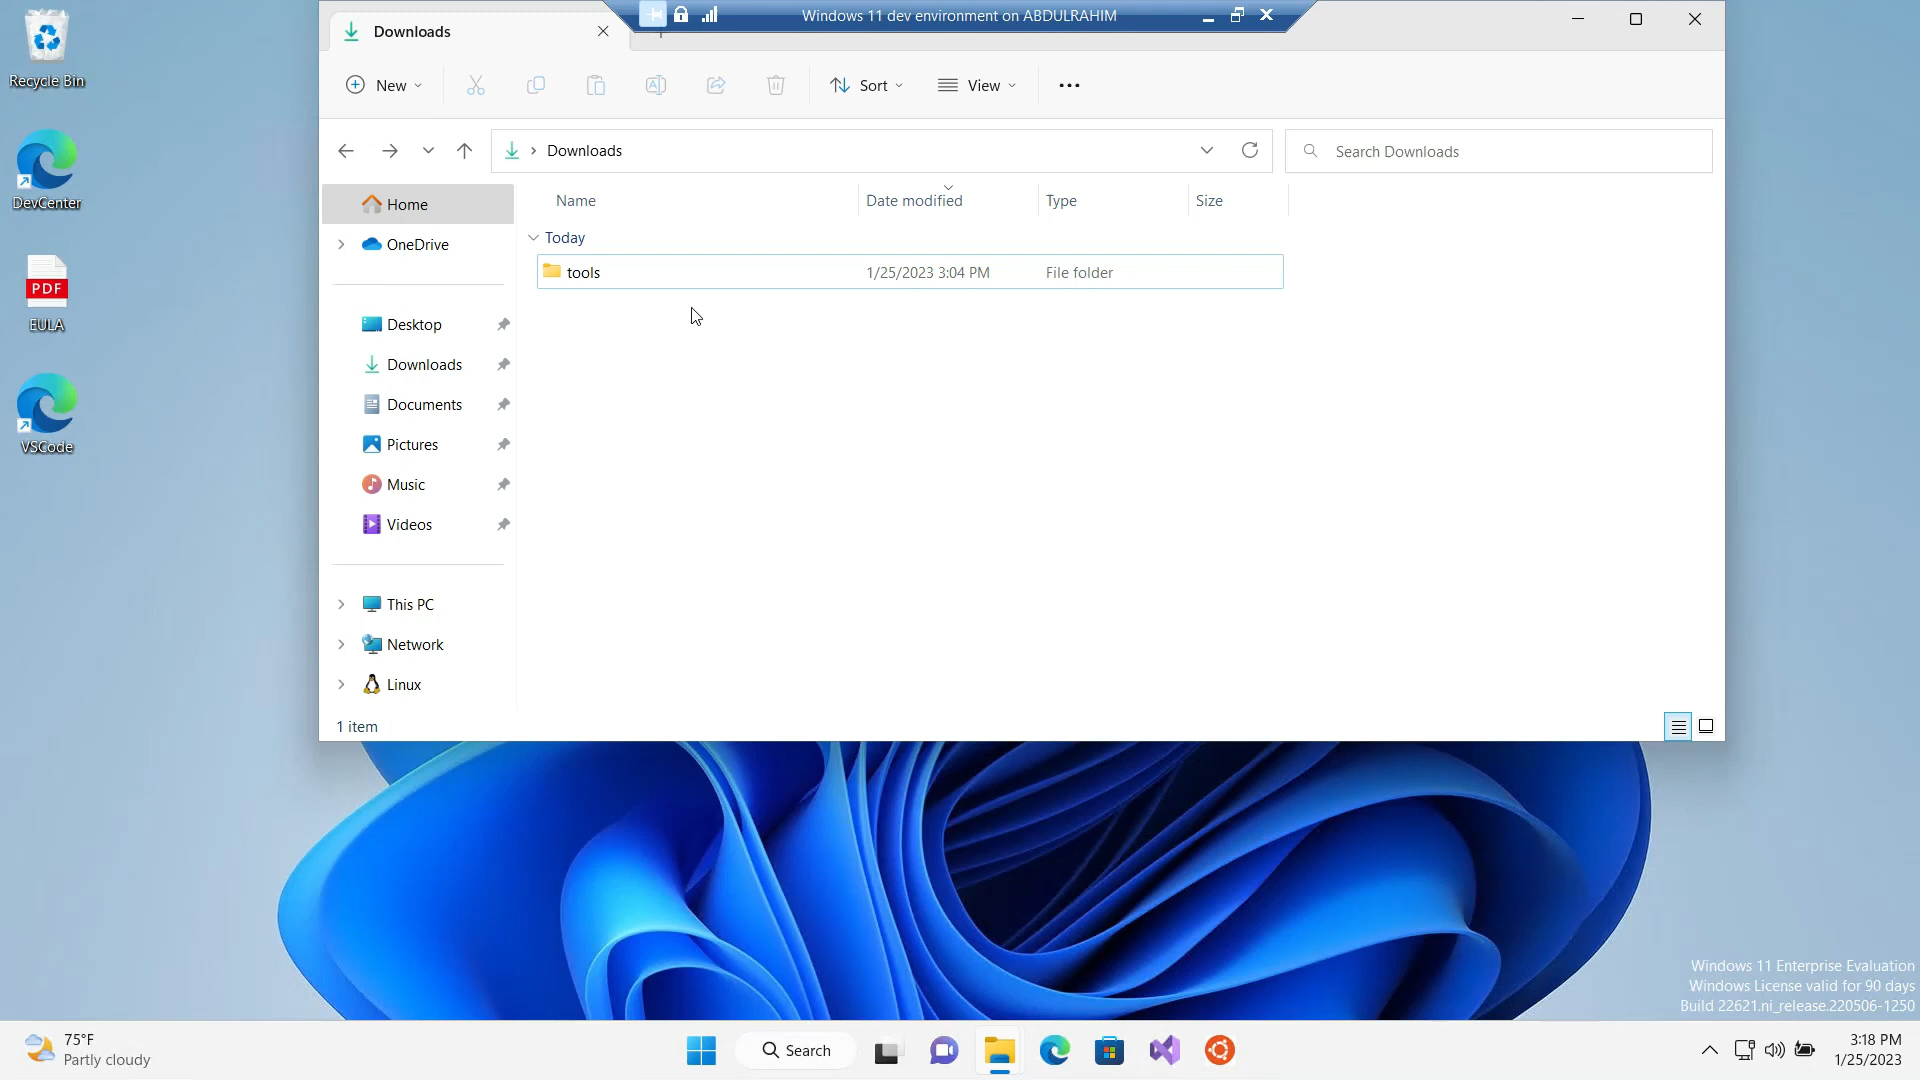 Windows 11 dev environment on ABDULRAHIM
Recycle Bin
DevCenter
PDF
EULA
VSCode
Downloads
New
Sort
View
Downloads
Search Downloads
Home
OneDrive
Desktop
Downloads
Documents
Pictures
Music
Videos
This PC
Network
Linux
Name Date modified Type Size
Today
tools 1/25/2023 3:04 PM File folder
1 item
Windows 11 Enterprise Evaluation
Windows License valid for 90 days
Build 22621.ni_release.220506-1250
75°F
Partly cloudy
Search
3:18 PM
1/25/2023